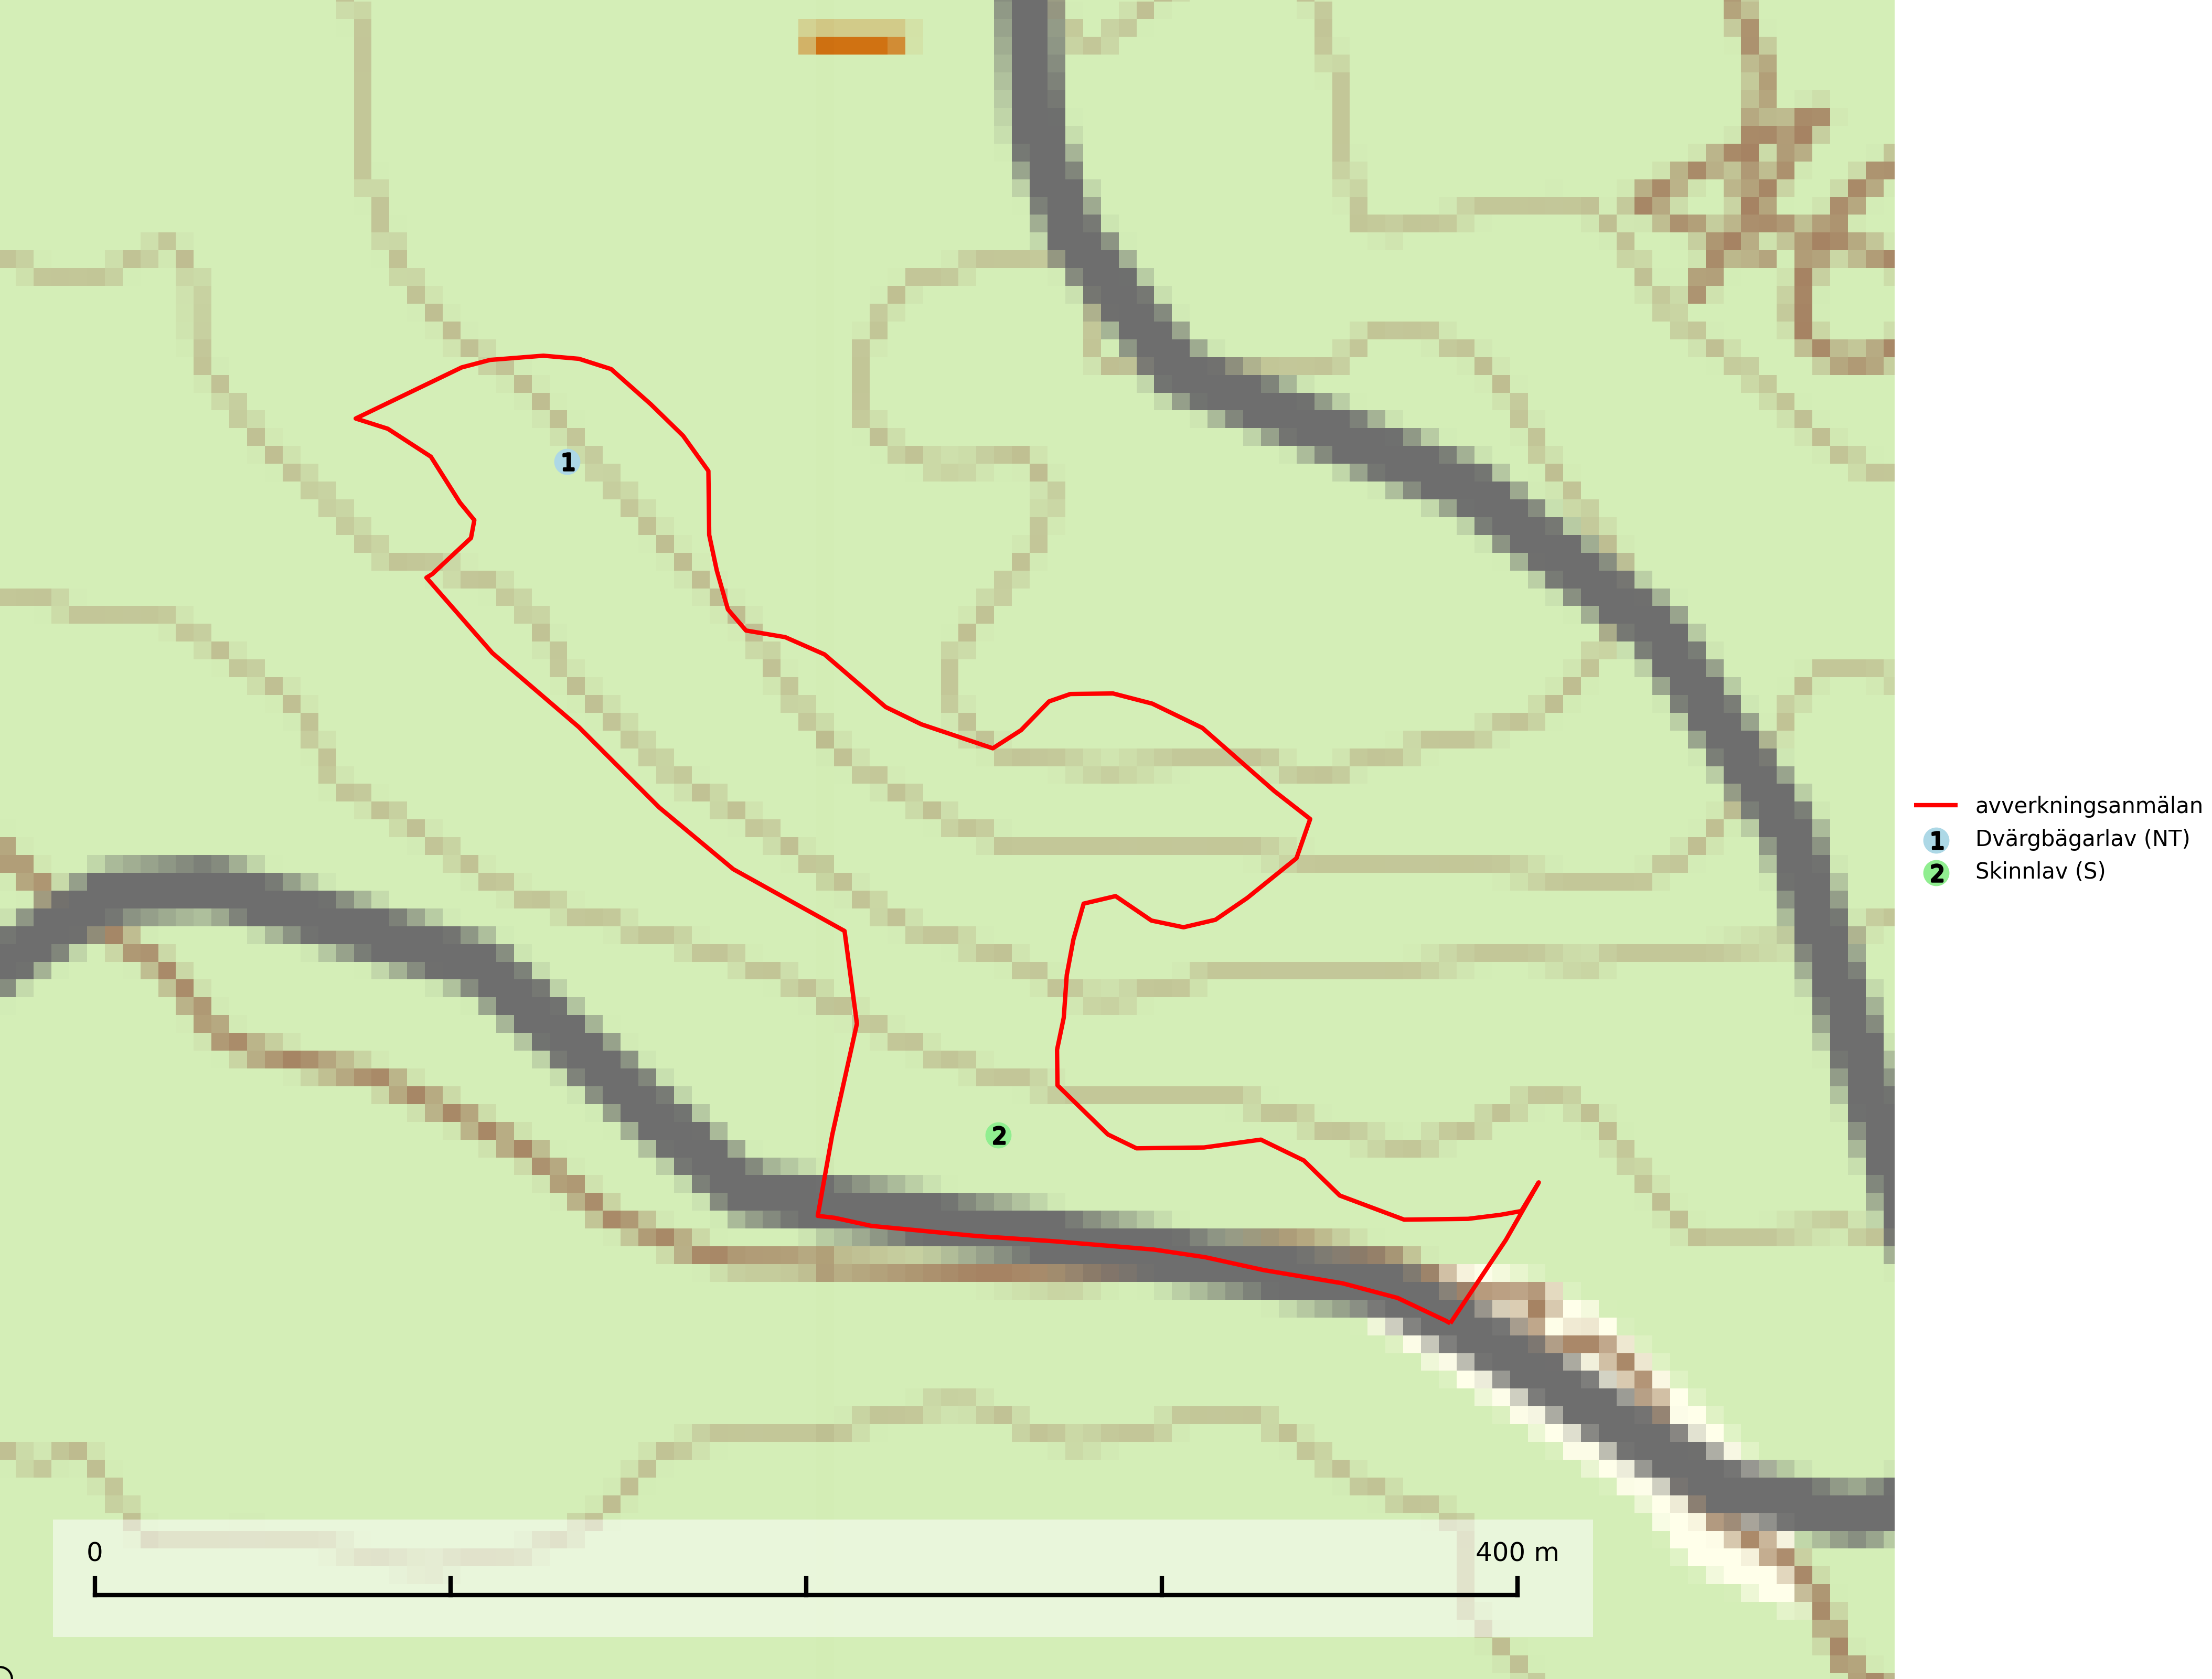 1
2
avverkningsanmälan
1 Dvärgbägarlav (NT)
2 Skinnlav (S)
0 400 m